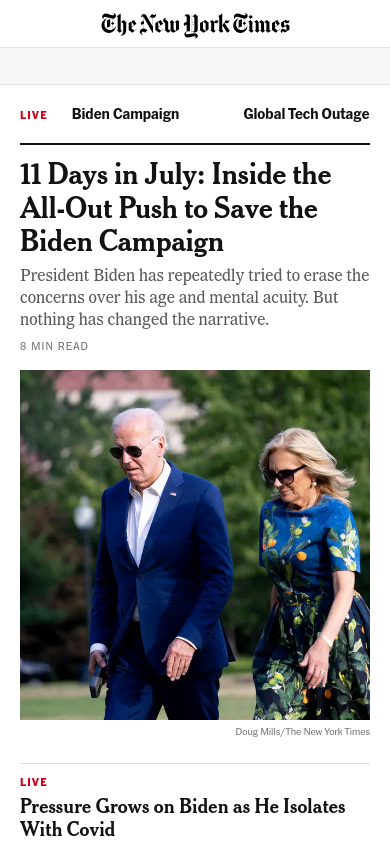 The New York Times
LIVE Biden Campaign Global Tech Outage
11 Days in July: Inside the
All-Out Push to Save the
Biden Campaign
President Biden has repeatedly tried to erase the
concerns over his age and mental acuity. But
nothing has changed the narrative.
8 MIN READ
Doug Mills/The New York Times
LIVE
Pressure Grows on Biden as He Isolates
With Covid